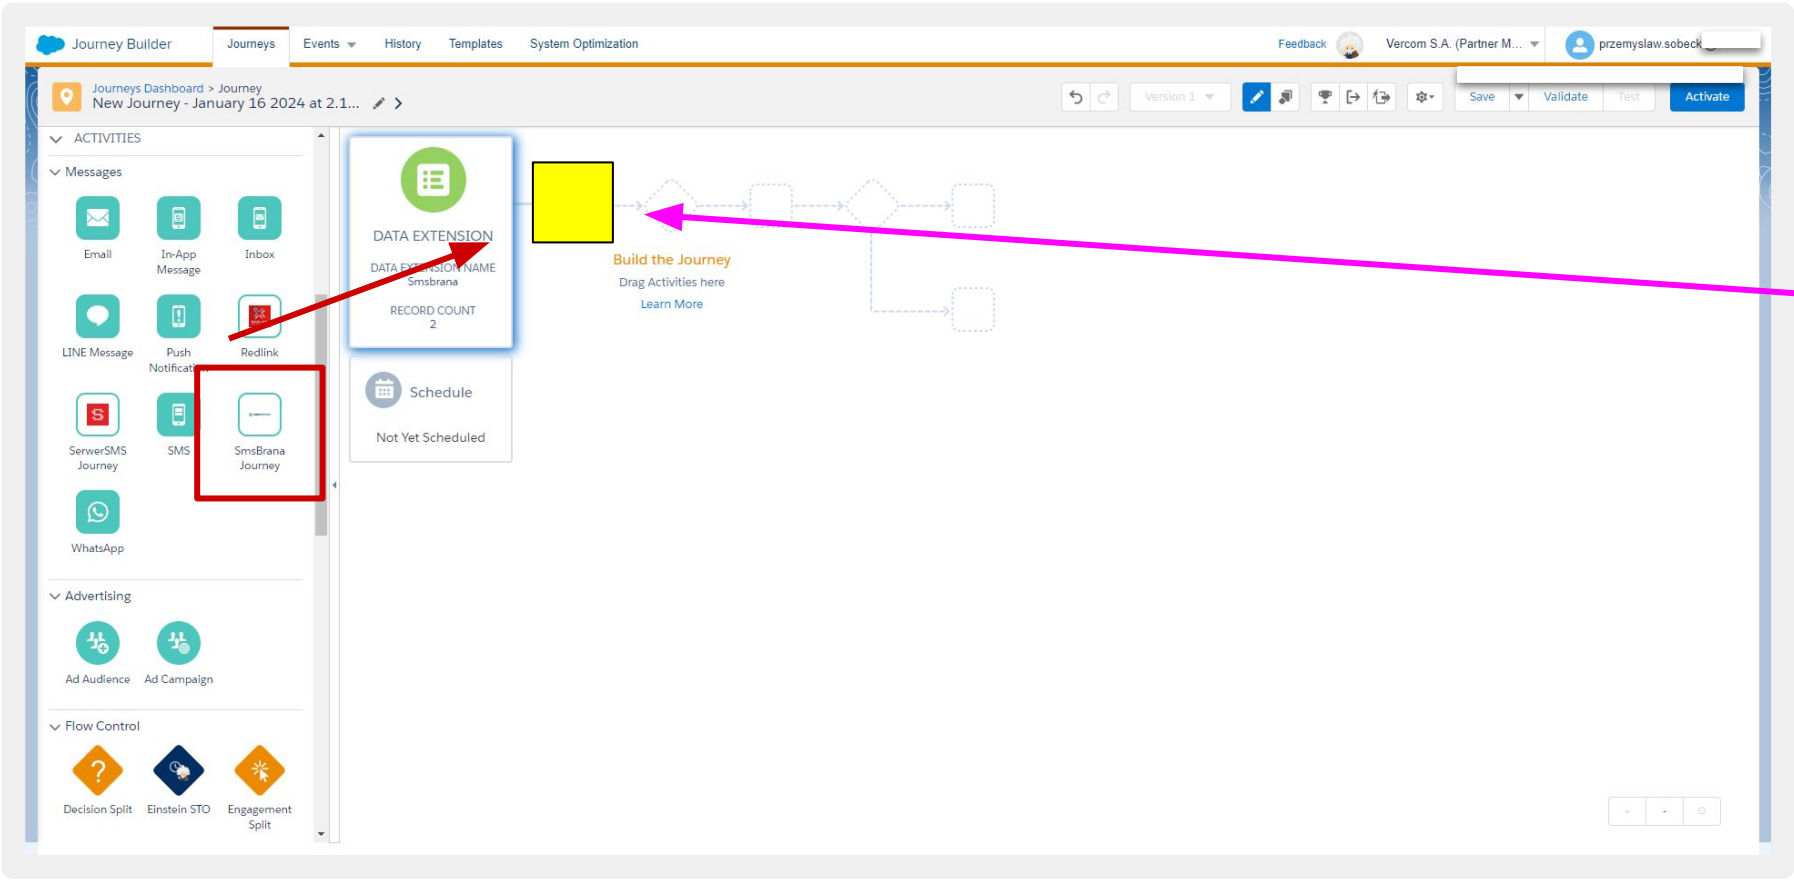 Journey Builder
Journeys
Events
History
Templates
System Optimization
Feedback
Vercom S.A. (Partner M...
przemyslaw.sobeck
Journeys Dashboard > Journey
New Journey - January 16 2024 at 2.1...
Version 1
Save
Validate
Test
Activate
ACTIVITIES
Messages
Email
In-App
Message
Inbox
LINE Message
Push
Redlink
SerwerSMS
Journey
SMS
SmsBrana
Journey
WhatsApp
Advertising
Ad Audience
Ad Campaign
Flow Control
Decision Split
Einstein STO
Engagement
Split
DATA EXTENSION
DATA EXTENSION NAME
Smsbrana
RECORD COUNT
2
Schedule
Not Yet Scheduled
Build the Journey
Drag Activities here
Learn More